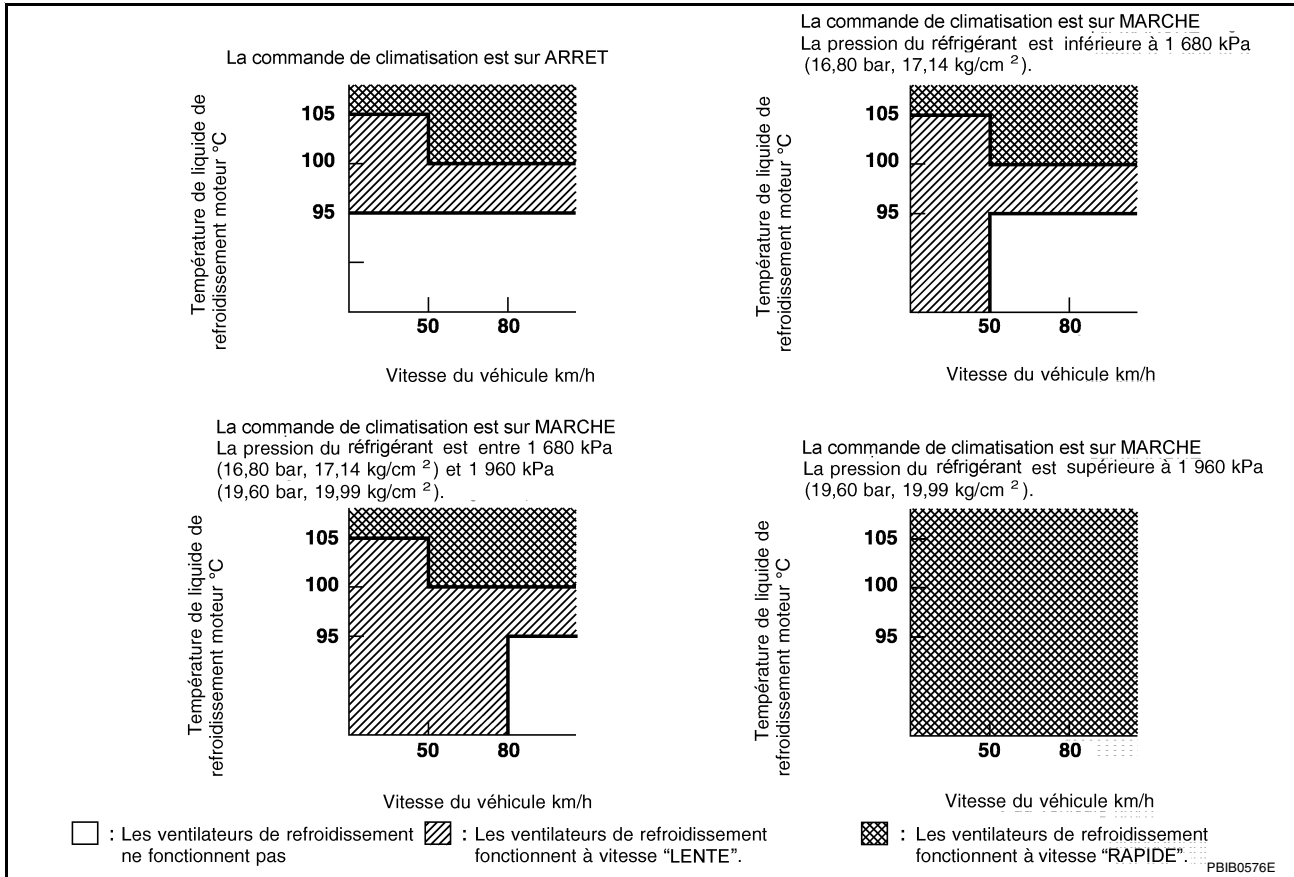 La commande de climatisation est sur ARRET
Température de liquide de
refroidissement moteur °C
105
100
95
50
80
Vitesse du véhicule km/h
La commande de climatisation est sur MARCHE
La pression du réfrigérant est inférieure à 1 680 kPa
(16,80 bar, 17,14 kg/cm ²).
Température de liquide de
refroidissement moteur °C
105
100
95
50
80
Vitesse du véhicule km/h
La commande de climatisation est sur MARCHE
La pression du réfrigérant est entre 1 680 kPa
(16,80 bar, 17,14 kg/cm ²) et 1 960 kPa
(19,60 bar, 19,99 kg/cm ²).
Température de liquide de
refroidissement moteur °C
105
100
95
50
80
Vitesse du véhicule km/h
La commande de climatisation est sur MARCHE
La pression du réfrigérant est supérieure à 1 960 kPa
(19,60 bar, 19,99 kg/cm ²).
Température de liquide de
refroidissement moteur °C
105
100
95
50
80
Vitesse du véhicule km/h
: Les ventilateurs de refroidissement
ne fonctionnent pas
: Les ventilateurs de refroidissement
fonctionnent à vitesse “LENTE”.
: Les ventilateurs de refroidissement
fonctionnent à vitesse “RAPIDE”.
PBIB0576E